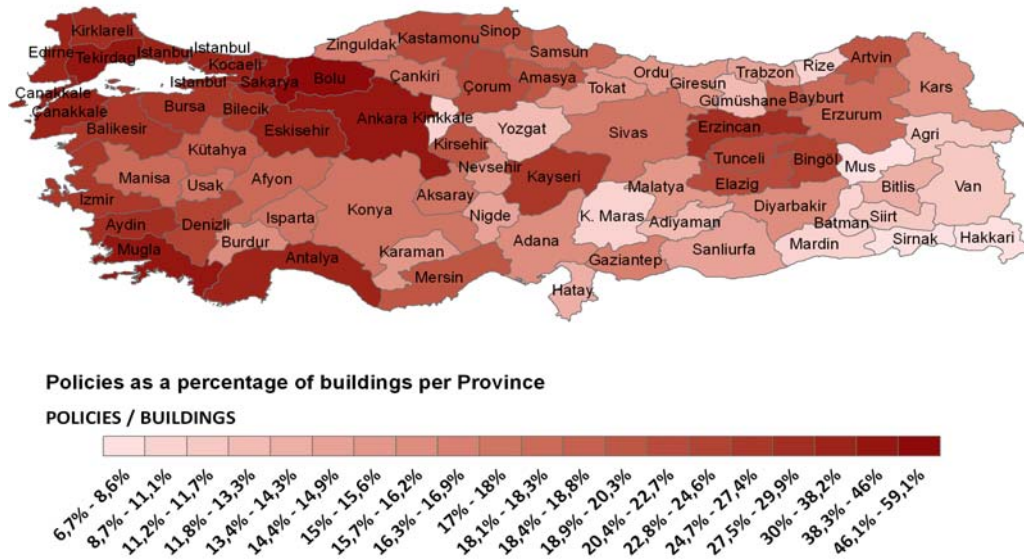 Kirklareli
Edirne
Tekirdag
Istanbul
Istanbul
Kocaeli
Istanbul
Sakarya
Bolu
Zinguldak
Kastamonu
Sinop
Samsun
Çankiri
Çorum
Amasya
Ordu
Tokat
Giresun
Trabzon
Rize
Artvin
Kars
Gümüshane
Bayburt
Erzurum
Agri
Çanakkale
Çanakkale
Balikesir
Bursa
Bilecik
Eskisehir
Ankara
Kinkkale
Kirsehir
Yozgat
Sivas
Erzincan
Tunceli
Bingöl
Mus
Kütahya
Manisa
Usak
Afyon
Nevsehir
Kayseri
Elazig
Malatya
Bitlis
Van
Izmir
Aydin
Denizli
Isparta
Konya
Aksaray
Nigde
K. Maras
Adiyaman
Diyarbakir
Batman
Siirt
Mugla
Burdur
Antalya
Karaman
Mersin
Adana
Gaziantep
Sanliurfa
Mardin
Sirnak
Hakkari
Hatay
Policies as a percentage of buildings per Province
POLICIES / BUILDINGS
6,7% - 8,6%
8,7% - 11,1%
11,2% - 11,7%
11,8% - 13,3%
13,4% - 14,3%
14,4% - 14,9%
15% - 15,6%
15,7% - 16,2%
16,3% - 16,9%
17% - 18%
18,1% - 18,3%
18,4% - 18,8%
18,9% - 20,3%
20,4% - 22,7%
22,8% - 24,6%
24,7% - 27,4%
27,5% - 29,9%
30% - 38,2%
38,3% - 46%
46,1% - 59,1%